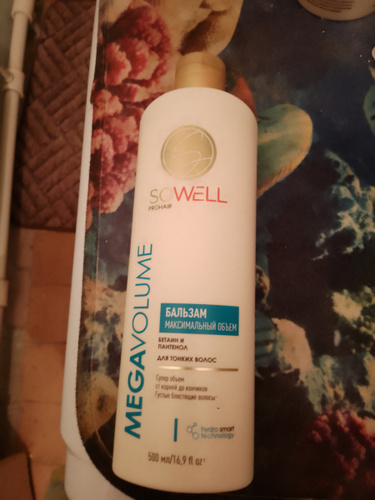 SOWELL
PROHAIR
MEGAVOLUME
БАЛЬЗАМ
МАКСИМАЛЬНЫЙ ОБЪЕМ
БЕТАИН И
ПАНТЕНОЛ
ДЛЯ ТОНКИХ ВОЛОС
Супер объем
от корней до кончиков
Густые блестящие волосы
hydra smart
technology
500 мл/16,9 fl oz